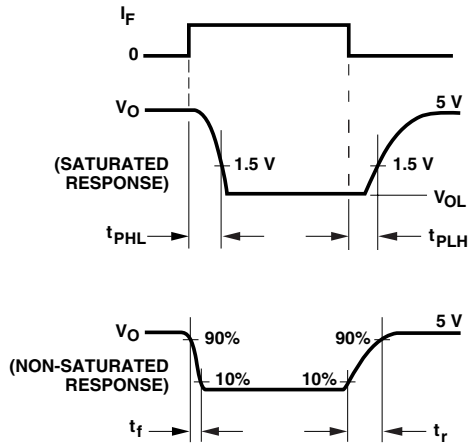 I_F
0
V_O
5 V
(SATURATED
RESPONSE)
1.5 V
1.5 V
V_OL
t_PHL
t_PLH
V_O
5 V
90%
90%
(NON-SATURATED
RESPONSE)
10%
10%
t_f
t_r